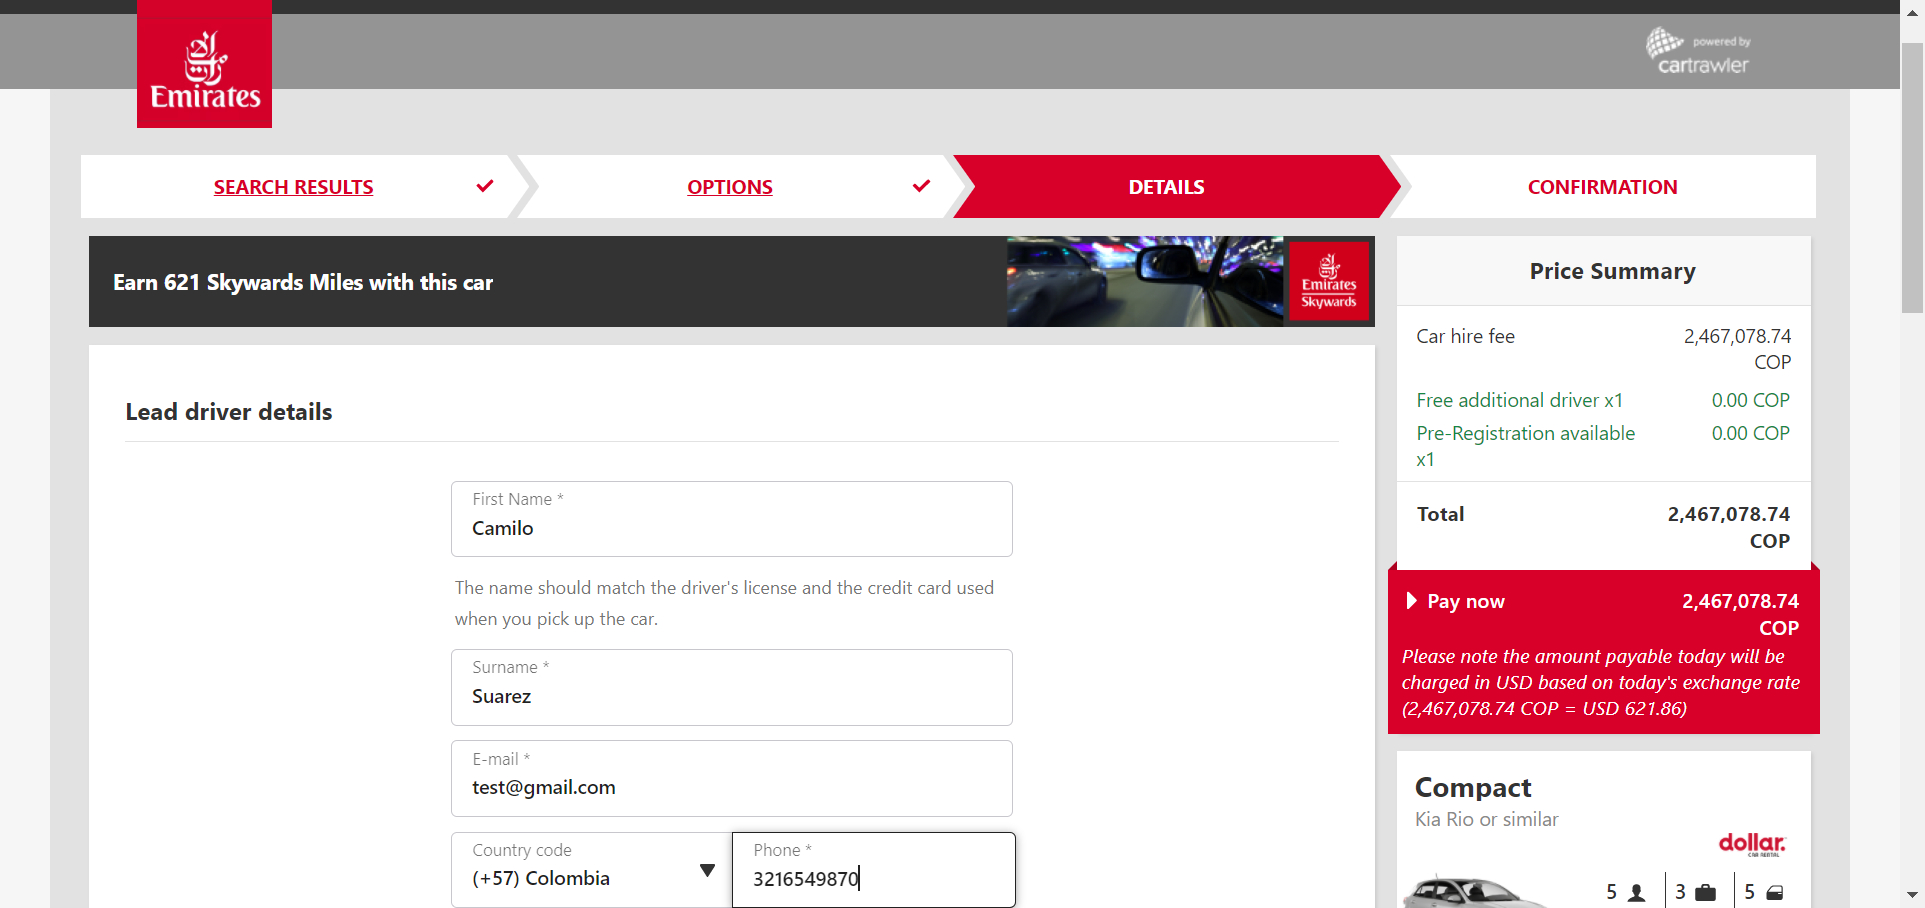 Emirates
powered by
cartrawler
SEARCH RESULTS
OPTIONS
DETAILS
CONFIRMATION
Earn 621 Skywards Miles with this car
Emirates
Skywards
Lead driver details
First Name *
Camilo
The name should match the driver's license and the credit card used
when you pick up the car.
Surname *
Suarez
E-mail *
test@gmail.com
Country code
(+57) Colombia
Phone *
3216549870
Price Summary
Car hire fee 2,467,078.74
COP
Free additional driver x1 0.00 COP
Pre-Registration available 0.00 COP
x1
Total 2,467,078.74
COP
Pay now 2,467,078.74
COP
Please note the amount payable today will be
charged in USD based on today's exchange rate
(2,467,078.74 COP = USD 621.86)
Compact
Kia Rio or similar
dollar.
CAR RENTAL
5 3 5